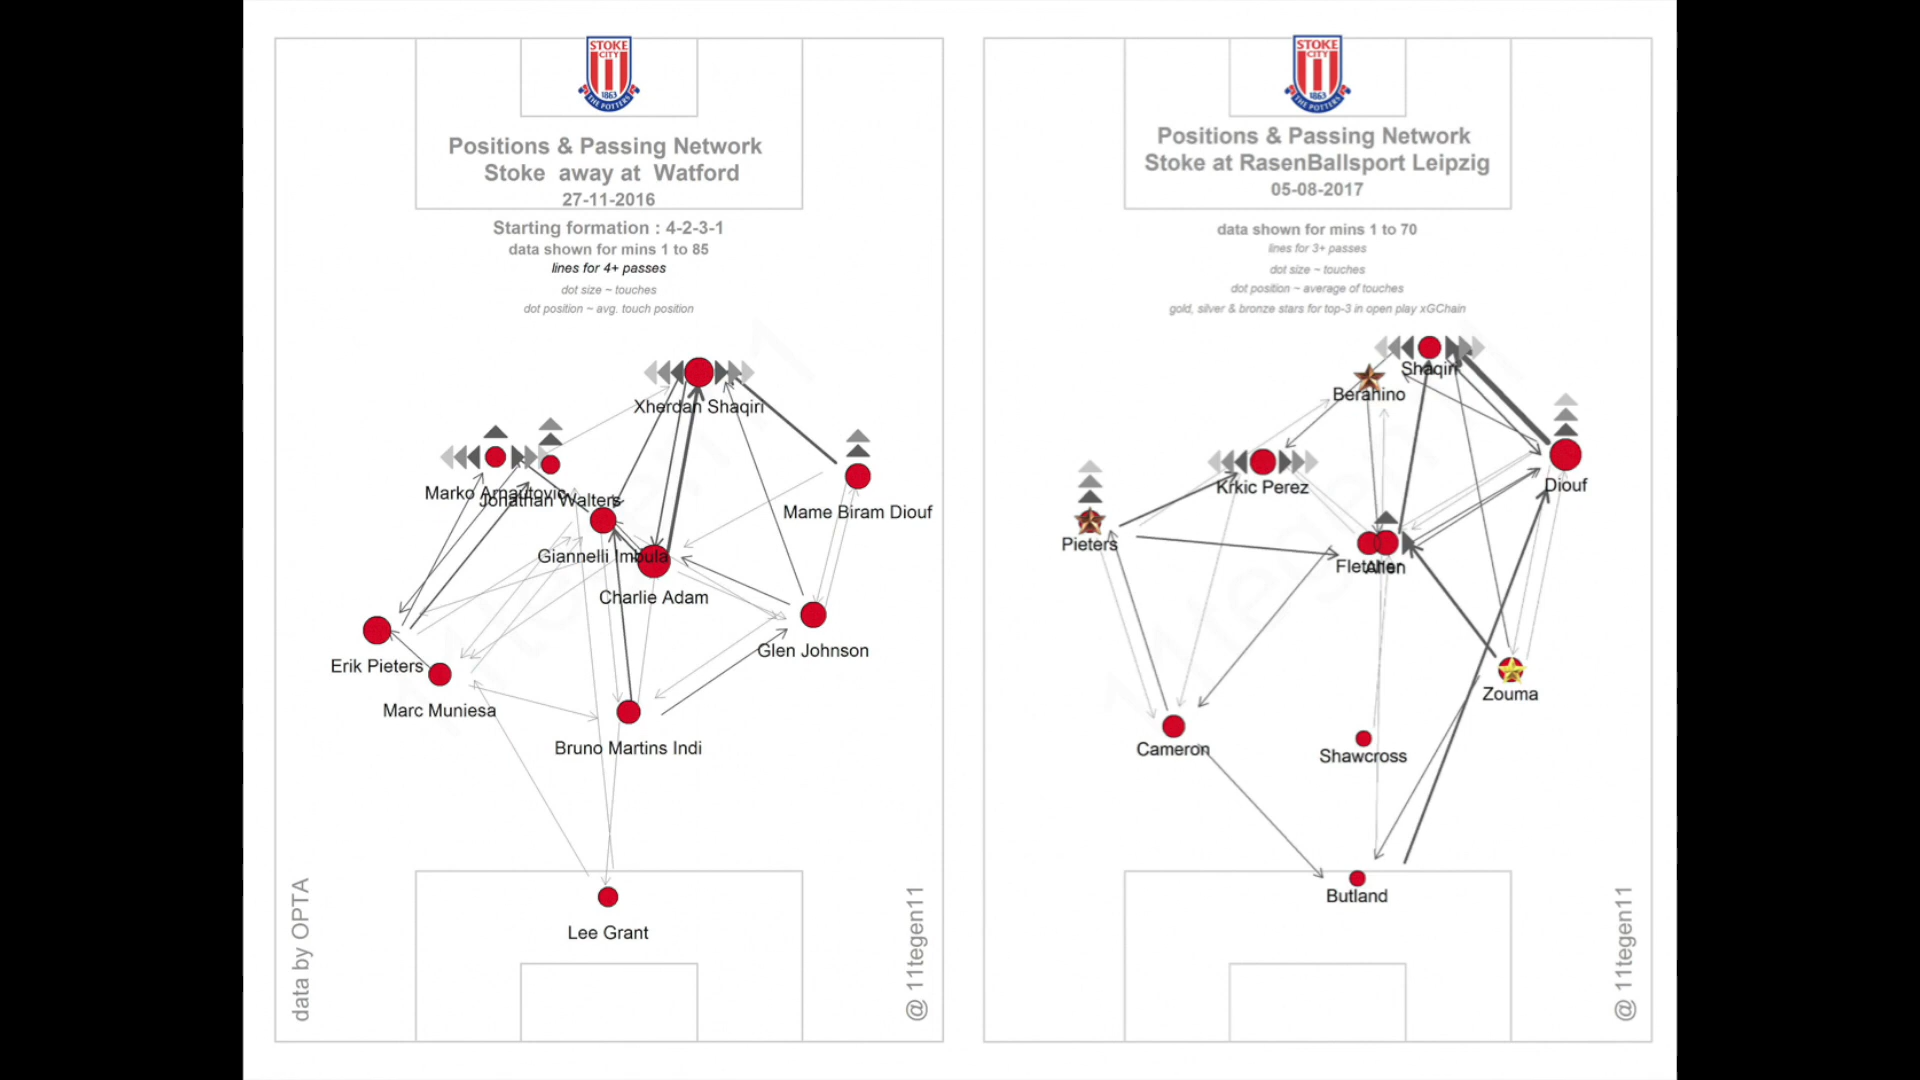 STOKE
CITY
1863
THE POTTERS
Positions & Passing Network
Stoke away at Watford
27-11-2016
Starting formation : 4-2-3-1
data shown for mins 1 to 85
lines for 4+ passes
dot size ~ touches
dot position ~ avg. touch position
Xherdan Shaqiri
Marko Arnautovic
Jonathan Walters
Mame Biram Diouf
Giannelli Imbula
Charlie Adam
Glen Johnson
Erik Pieters
Marc Muniesa
Bruno Martins Indi
Lee Grant
data by OPTA
@ 11tegen11
STOKE
CITY
1863
THE POTTERS
Positions & Passing Network
Stoke at RasenBallsport Leipzig
05-08-2017
data shown for mins 1 to 70
lines for 3+ passes
dot size ~ touches
dot position ~ average of touches
gold, silver & bronze stars for top-3 in open play xGChain
Shaqiri
Berahino
Krkic Perez
Diouf
Pieters
Fletcher
Allen
Zouma
Cameron
Shawcross
Butland
@ 11tegen11